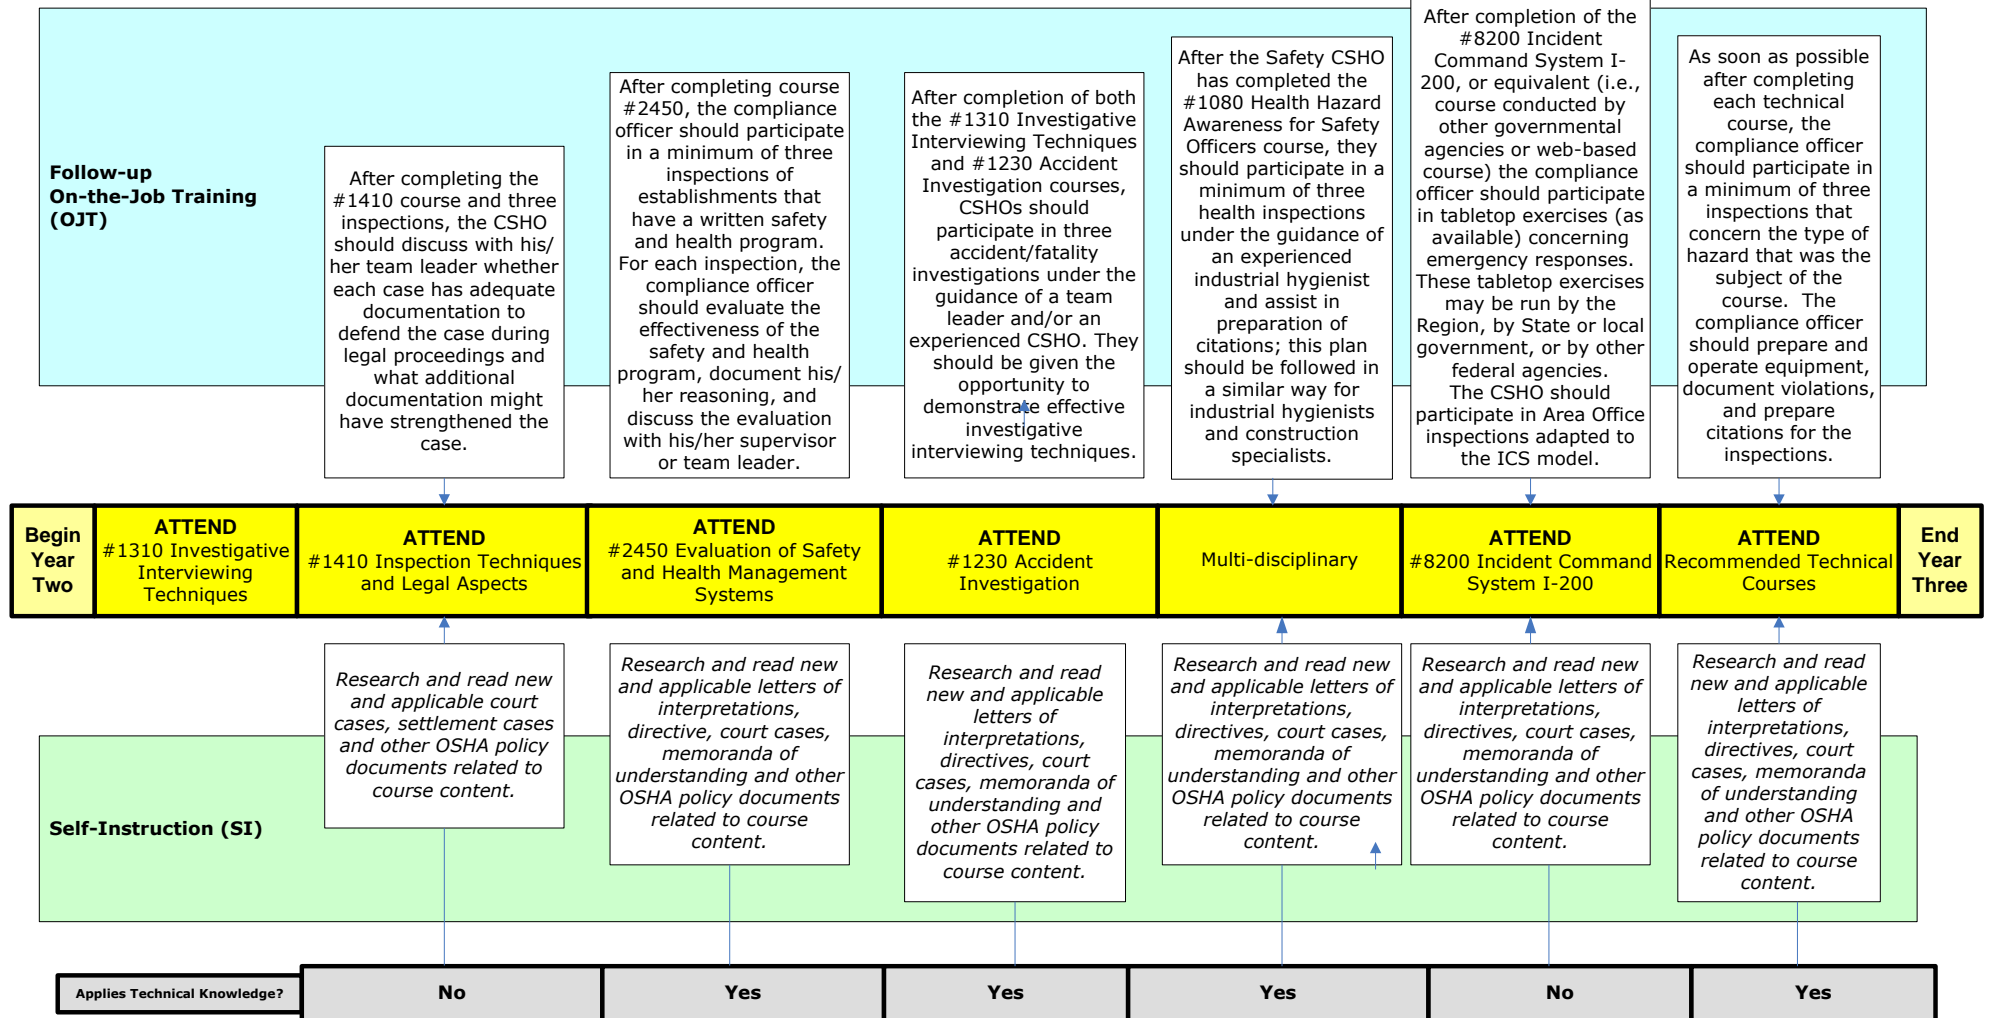 Follow-up
On-the-Job Training
(OJT)
After completing the
#1410 course and three
inspections, the CSHO
should discuss with his/
her team leader whether
each case has adequate
documentation to
defend the case during
legal proceedings and
what additional
documentation might
have strengthened the
case.
After completing course
#2450, the compliance
officer should participate
in a minimum of three
inspections of
establishments that
have a written safety
and health program.
For each inspection, the
compliance officer
should evaluate the
effectiveness of the
safety and health
program, document his/
her reasoning, and
discuss the evaluation
with his/her supervisor
or team leader.
After completion of both
the #1310 Investigative
Interviewing Techniques
and #1230 Accident
Investigation courses,
CSHOs should
participate in three
accident/fatality
investigations under the
guidance of a team
leader and/or an
experienced CSHO. They
should be given the
opportunity to
demonstrate effective
investigative
interviewing techniques.
After the Safety CSHO
has completed the
#1080 Health Hazard
Awareness for Safety
Officers course, they
should participate in a
minimum of three
health inspections
under the guidance of
an experienced
industrial hygienist
and assist in
preparation of
citations; this plan
should be followed in
a similar way for
industrial hygienists
and construction
specialists.
After completion of the
#8200 Incident
Command System I-
200, or equivalent (i.e.,
course conducted by
other governmental
agencies or web-based
course) the compliance
officer should participate
in tabletop exercises (as
available) concerning
emergency responses.
These tabletop exercises
may be run by the
Region, by State or local
government, or by other
federal agencies.
The CSHO should
participate in Area Office
inspections adapted to
the ICS model.
As soon as possible
after completing
each technical
course, the
compliance officer
should participate in
a minimum of three
inspections that
concern the type of
hazard that was the
subject of the
course. The
compliance officer
should prepare and
operate equipment,
document violations,
and prepare
citations for the
inspections.
Begin
Year
Two
ATTEND
#1310 Investigative
Interviewing
Techniques
ATTEND
#1410 Inspection Techniques
and Legal Aspects
ATTEND
#2450 Evaluation of Safety
and Health Management
Systems
ATTEND
#1230 Accident
Investigation
Multi-disciplinary
ATTEND
#8200 Incident Command
System I-200
ATTEND
Recommended Technical
Courses
End
Year
Three
Self-Instruction (SI)
Research and read new
and applicable court
cases, settlement cases
and other OSHA policy
documents related to
course content.
Research and read new
and applicable letters of
interpretations,
directive, court cases,
memoranda of
understanding and other
OSHA policy documents
related to course
content.
Research and read
new and applicable
letters of
interpretations,
directives, court
cases, memoranda of
understanding and
other OSHA policy
documents related to
course content.
Research and read new
and applicable letters of
interpretations,
directives, court cases,
memoranda of
understanding and other
OSHA policy documents
related to course
content.
Research and read new
and applicable letters of
interpretations,
directives, court cases,
memoranda of
understanding and other
OSHA policy documents
related to course
content.
Research and read
new and applicable
letters of
interpretations,
directives, court
cases, memoranda
of understanding
and other OSHA
policy documents
related to course
content.
Applies Technical Knowledge?
No
Yes
Yes
Yes
No
Yes